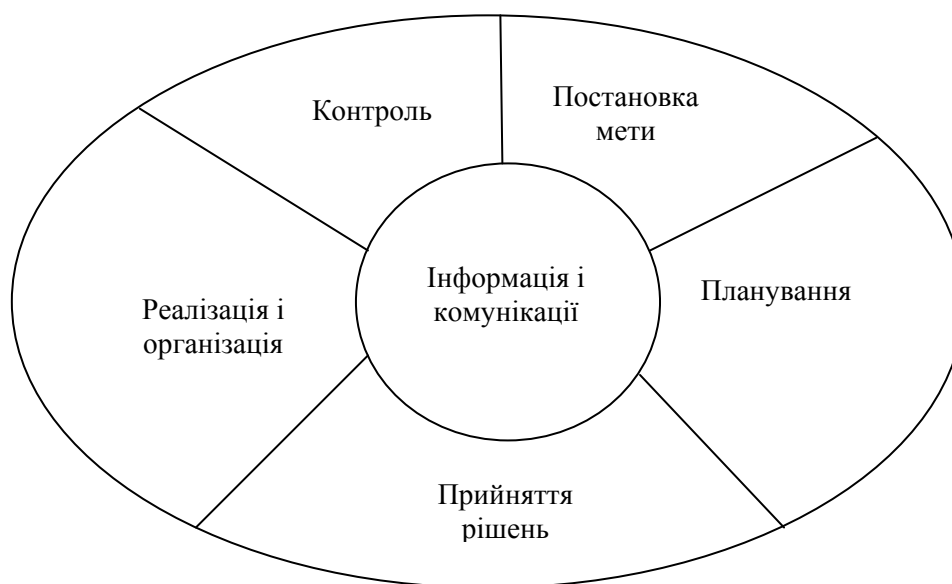 Контроль
Постановка
мети
Інформація і
комунікації
Планування
Реалізація і
організація
Прийняття
рішень